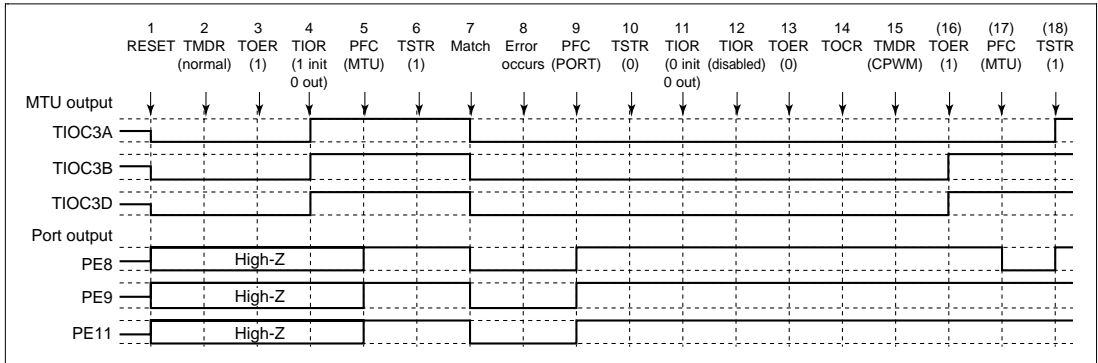 1 2 3 4 5 6 7 8 9 10 11 12 13 14 15 (16) (17) (18)
RESET TMDR TOER TIOR PFC TSTR Match Error PFC TSTR TIOR TIOR TOER TOCR TMDR TOER PFC TSTR
(normal) (1) (1 init (MTU) (1) occurs (PORT) (0) (0 init (disabled) (0) (CPWM) (1) (MTU) (1)
0 out) 0 out)
MTU output
TIOC3A
TIOC3B
TIOC3D
Port output
PE8 High-Z
PE9 High-Z
PE11 High-Z